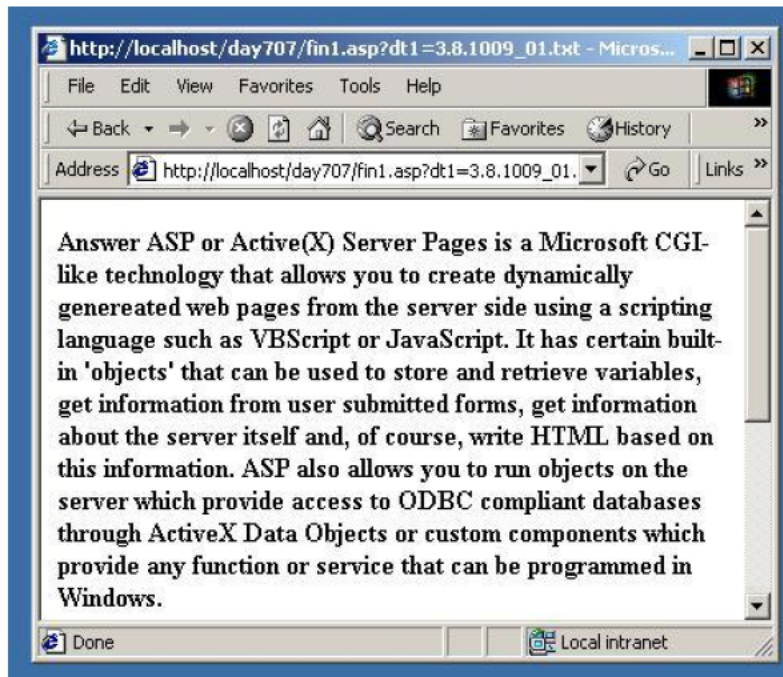 http://localhost/day707/fin1.asp?dt1=3.8.1009_01.txt - Micros...
File Edit View Favorites Tools Help
Back Search Favorites History »
Address http://localhost/day707/fin1.asp?dt1=3.8.1009_01. Go Links »
Answer ASP or Active(X) Server Pages is a Microsoft CGI-
like technology that allows you to create dynamically
genereated web pages from the server side using a scripting
language such as VBScript or JavaScript. It has certain built-
in 'objects' that can be used to store and retrieve variables,
get information from user submitted forms, get information
about the server itself and, of course, write HTML based on
this information. ASP also allows you to run objects on the
server which provide access to ODBC compliant databases
through ActiveX Data Objects or custom components which
provide any function or service that can be programmed in
Windows.
Done Local intranet